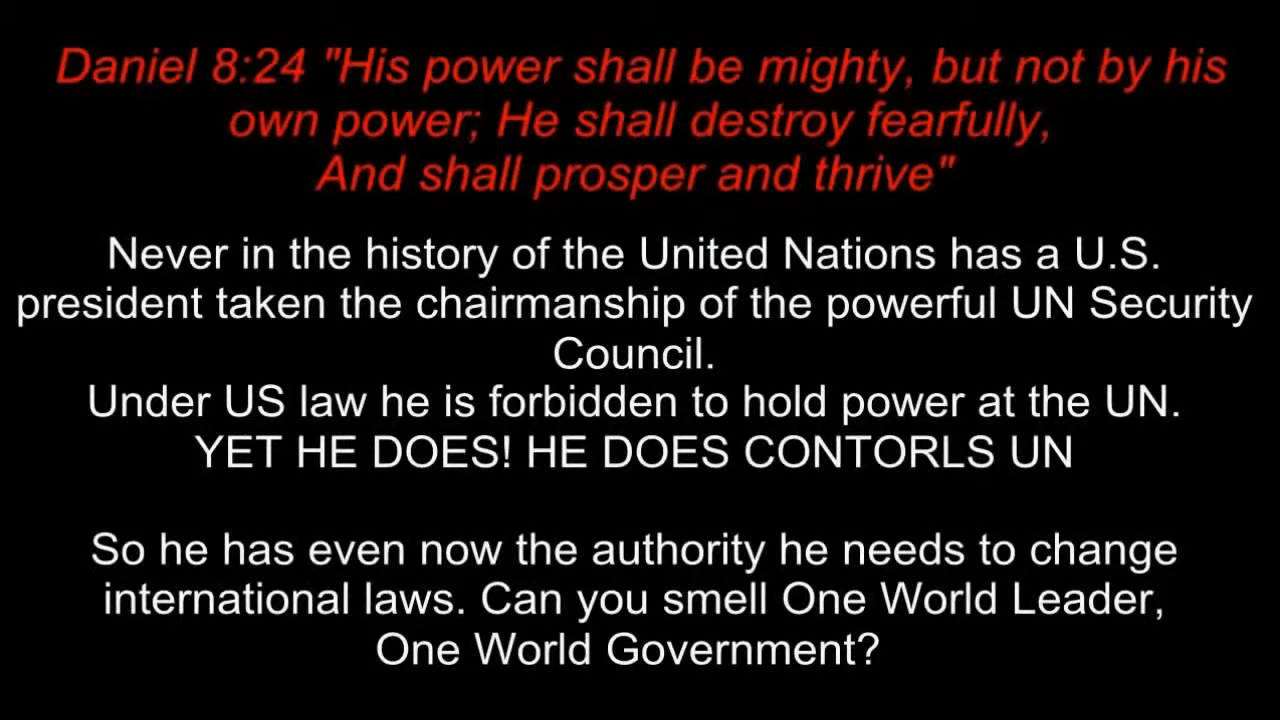 Daniel 8:24 "His power shall be mighty, but not by his
own power; He shall destroy fearfully,
And shall prosper and thrive"
Never in the history of the United Nations has a U.S.
president taken the chairmanship of the powerful UN Security
Council.
Under US law he is forbidden to hold power at the UN.
YET HE DOES! HE DOES CONTORLS UN
So he has even now the authority he needs to change
international laws. Can you smell One World Leader,
One World Government?